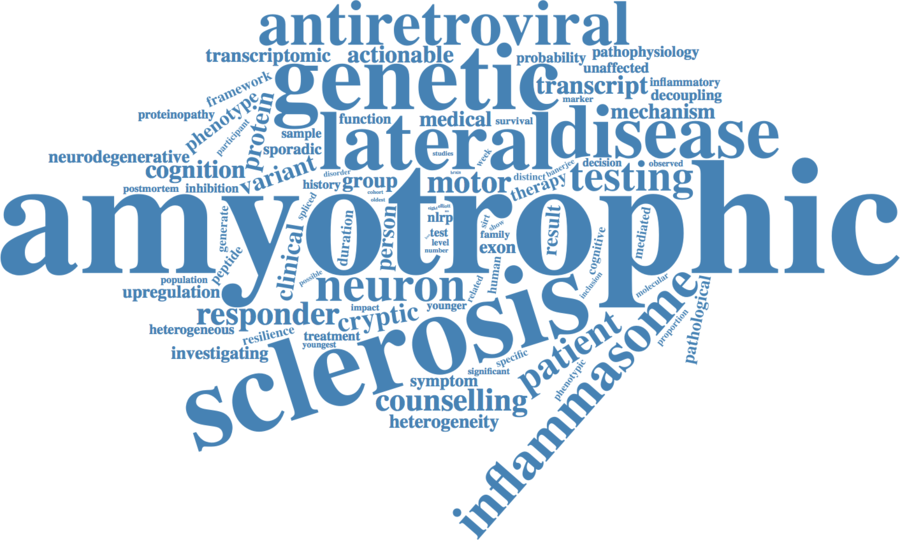 antiretroviral
transcriptomic
actionable
probability
pathophysiology
genetic
unaffected
transcript
inflammatory
framework
marker
decoupling
proteinopathy
phenotype
protein
function
medical
survival
mechanism
participant
sample
lateral
disease
sporadic
studies
week
neurodegenerative
cognition
variant
disorder
distinct
banerjee
decision
observed
postmortem
inhibition
history
group
motor
therapy
testing
cohort
oldest
amyotrophic
spliced
generate
clinical
duration
person
nlrp
test
level
number
sirt
show
family
exon
result
cognitive
mediated
peptide
human
population
possible
upregulation
neuron
related
inclusion
molecular
responder
cryptic
impact
younger
sclerosis
inflammasome
pathological
proportion
heterogeneous
resilience
treatment
youngest
investigating
specific
patient
significant
symptom
phenotypic
counselling
heterogeneity